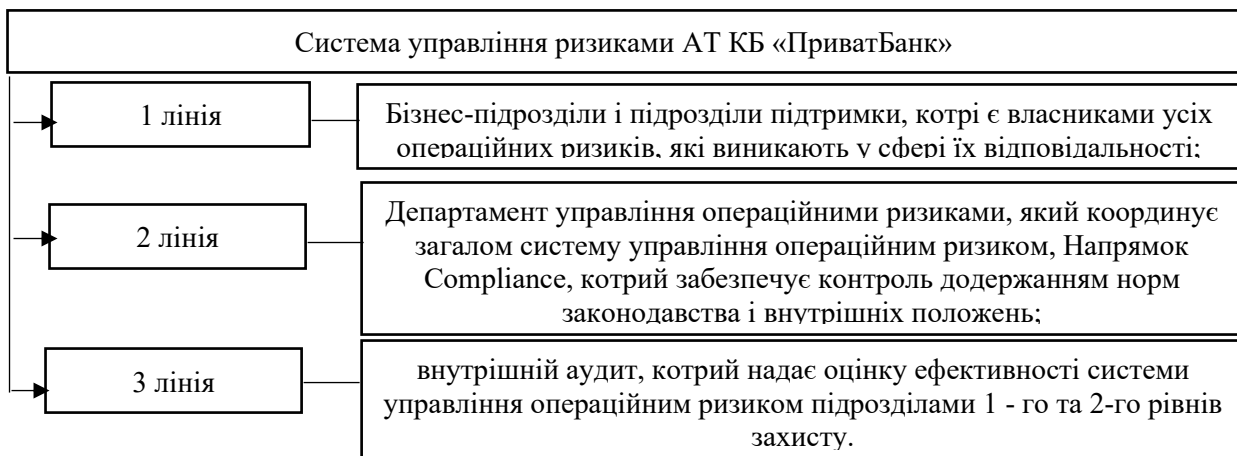 Система управління ризиками АТ КБ «ПриватБанк»
1 лінія
Бізнес-підрозділи і підрозділи підтримки, котрі є власниками усіх
операційних ризиків, які виникають у сфері їх відповідальності;
2 лінія
Департамент управління операційними ризиками, який координує
загалом систему управління операційним ризиком, Напрямок
Compliance, котрий забезпечує контроль додержанням норм
законодавства і внутрішніх положень;
3 лінія
внутрішній аудит, котрий надає оцінку ефективності системи
управління операційним ризиком підрозділами 1 - го та 2-го рівнів
захисту.